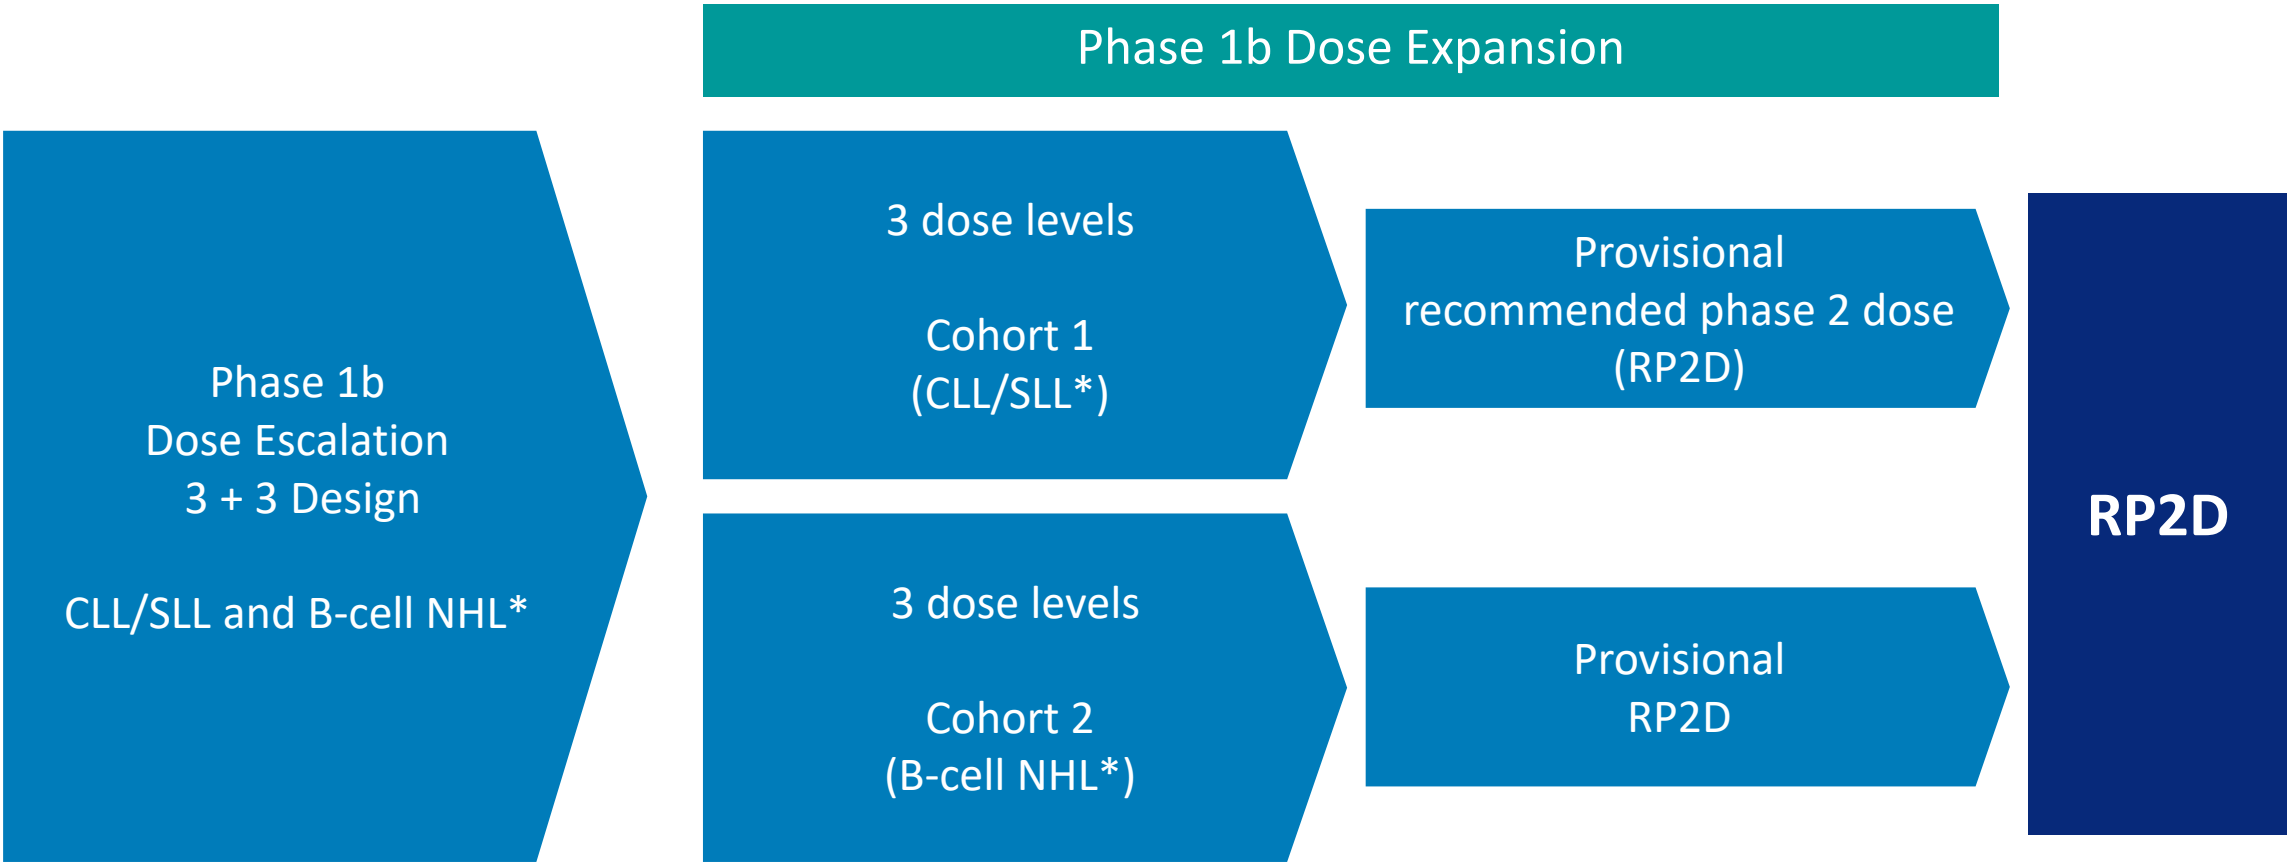 Phase 1b Dose Expansion
Phase 1b
Dose Escalation
3 + 3 Design
CLL/SLL and B-cell NHL*
3 dose levels
Cohort 1
(CLL/SLL*)
Provisional
recommended phase 2 dose
(RP2D)
3 dose levels
Cohort 2
(B-cell NHL*)
Provisional
RP2D
RP2D